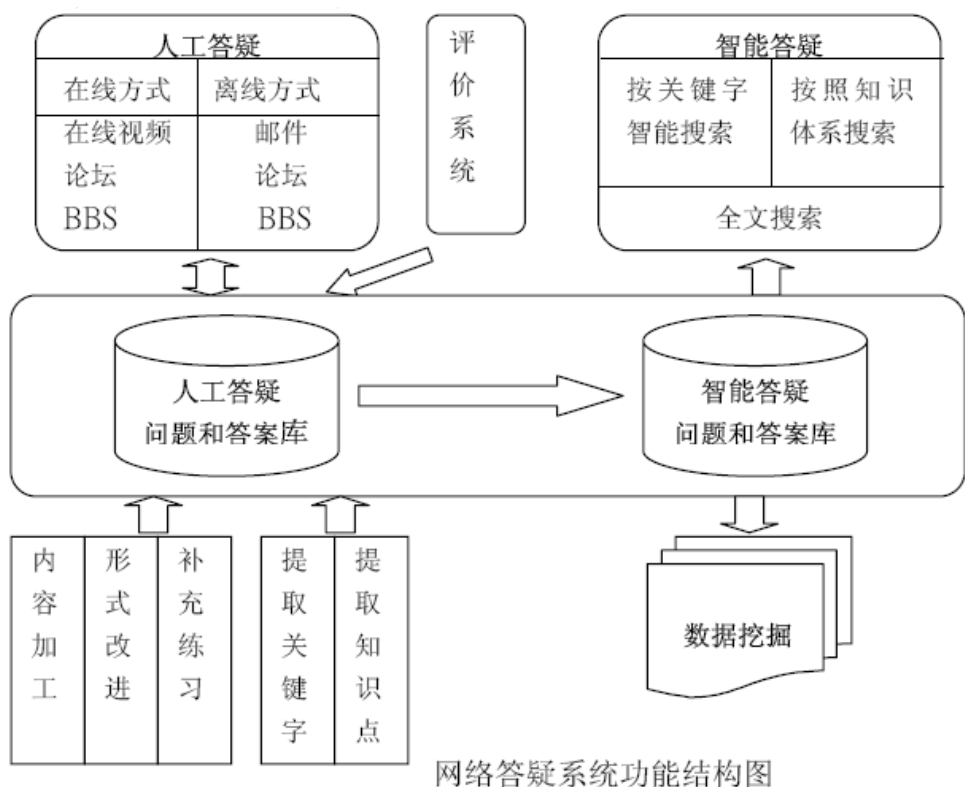 人工答疑
在线方式
离线方式
在线视频
论坛
BBS
邮件
论坛
BBS
评价系统
智能答疑
按关键字
智能搜索
按照知识
体系搜索
全文搜索
人工答疑
问题和答案库
智能答疑
问题和答案库
内容加工
形式改进
补充练习
提取关键字
提取知识点
数据挖掘
网络答疑系统功能结构图